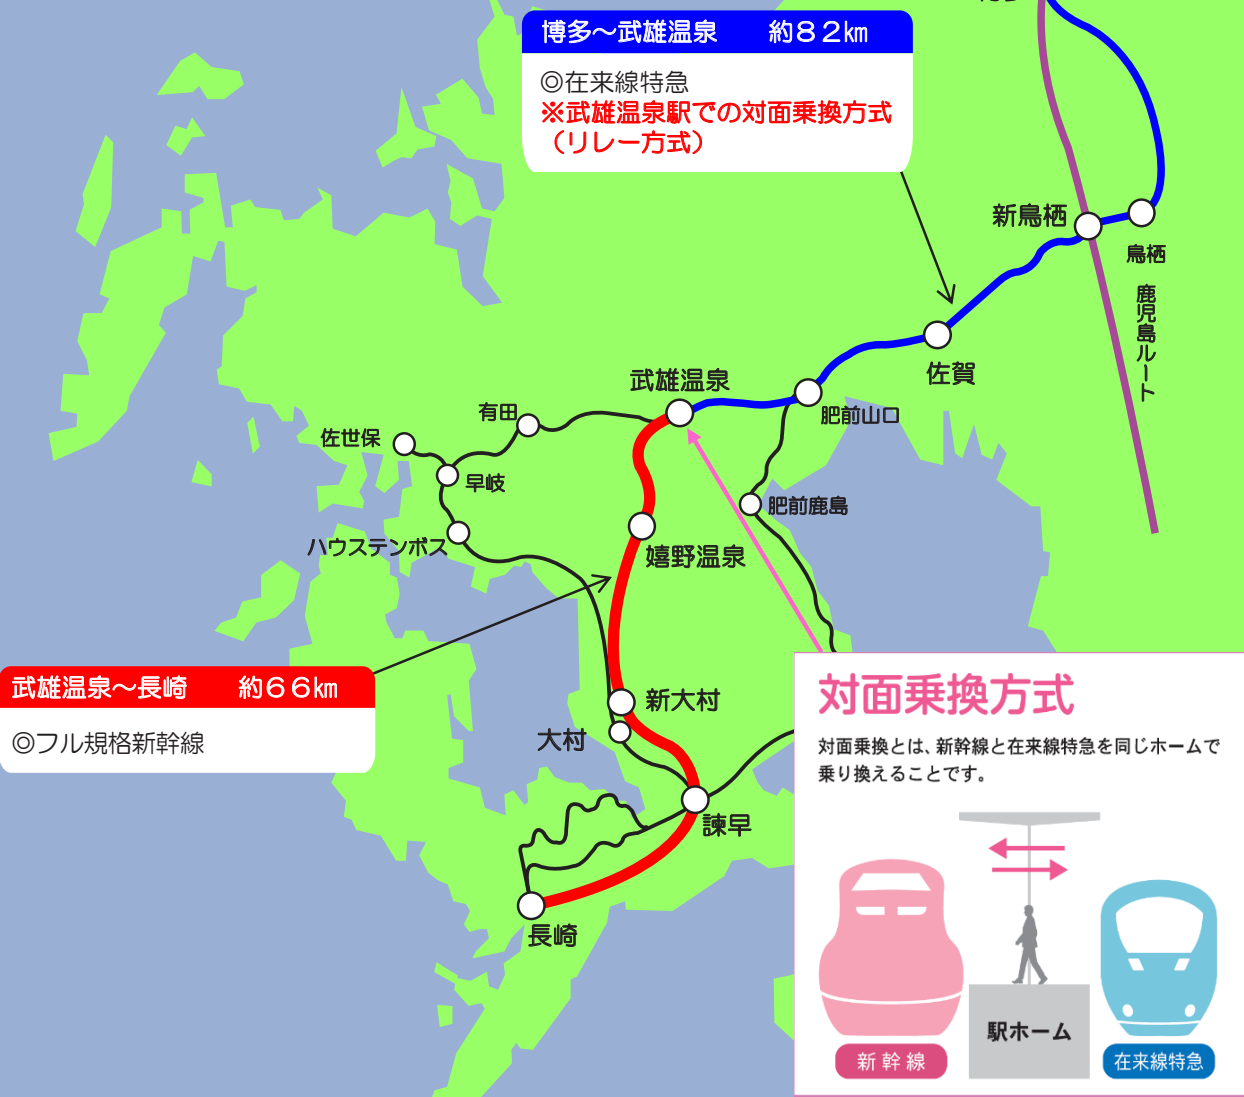 博多～武雄温泉　約８２㎞
◎在来線特急
※武雄温泉駅での対面乗換方式
（リレー方式）
新鳥栖
鳥栖
鹿児島ルート
佐賀
武雄温泉
肥前山口
有田
佐世保
早岐
肥前鹿島
ハウステンボス
嬉野温泉
武雄温泉～長崎　約６６㎞
◎フル規格新幹線
新大村
大村
諫早
長崎
対面乗換方式
対面乗換とは、新幹線と在来線特急を同じホームで
乗り換えることです。
駅ホーム
新幹線
在来線特急